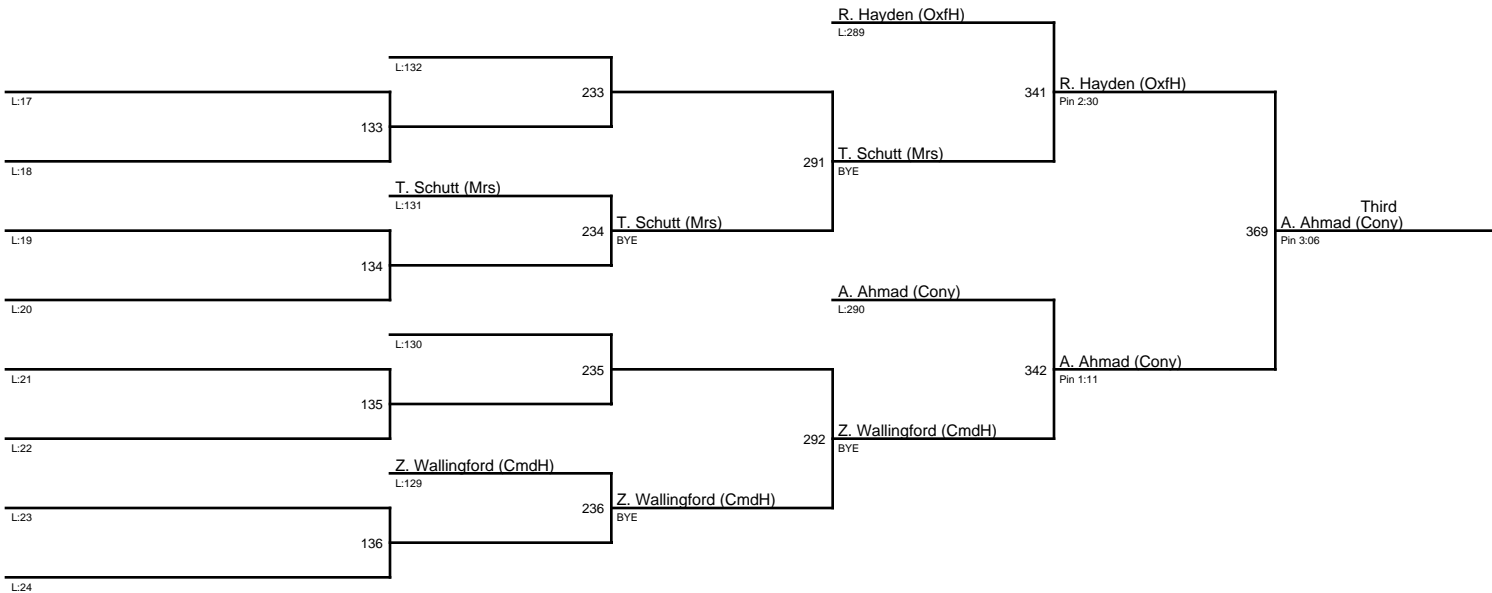 R. Hayden (OxfH)
L:289
L:132
L:17
233
341
R. Hayden (OxfH)
Pin 2:30
133
L:18
291
T. Schutt (Mrs)
BYE
T. Schutt (Mrs)
L:131
L:19
234
T. Schutt (Mrs)
BYE
369
Third
A. Ahmad (Cony)
Pin 3:06
134
L:20
A. Ahmad (Cony)
L:290
L:130
L:21
235
342
A. Ahmad (Cony)
Pin 1:11
135
L:22
292
Z. Wallingford (CmdH)
BYE
Z. Wallingford (CmdH)
L:129
L:23
236
Z. Wallingford (CmdH)
BYE
136
L:24